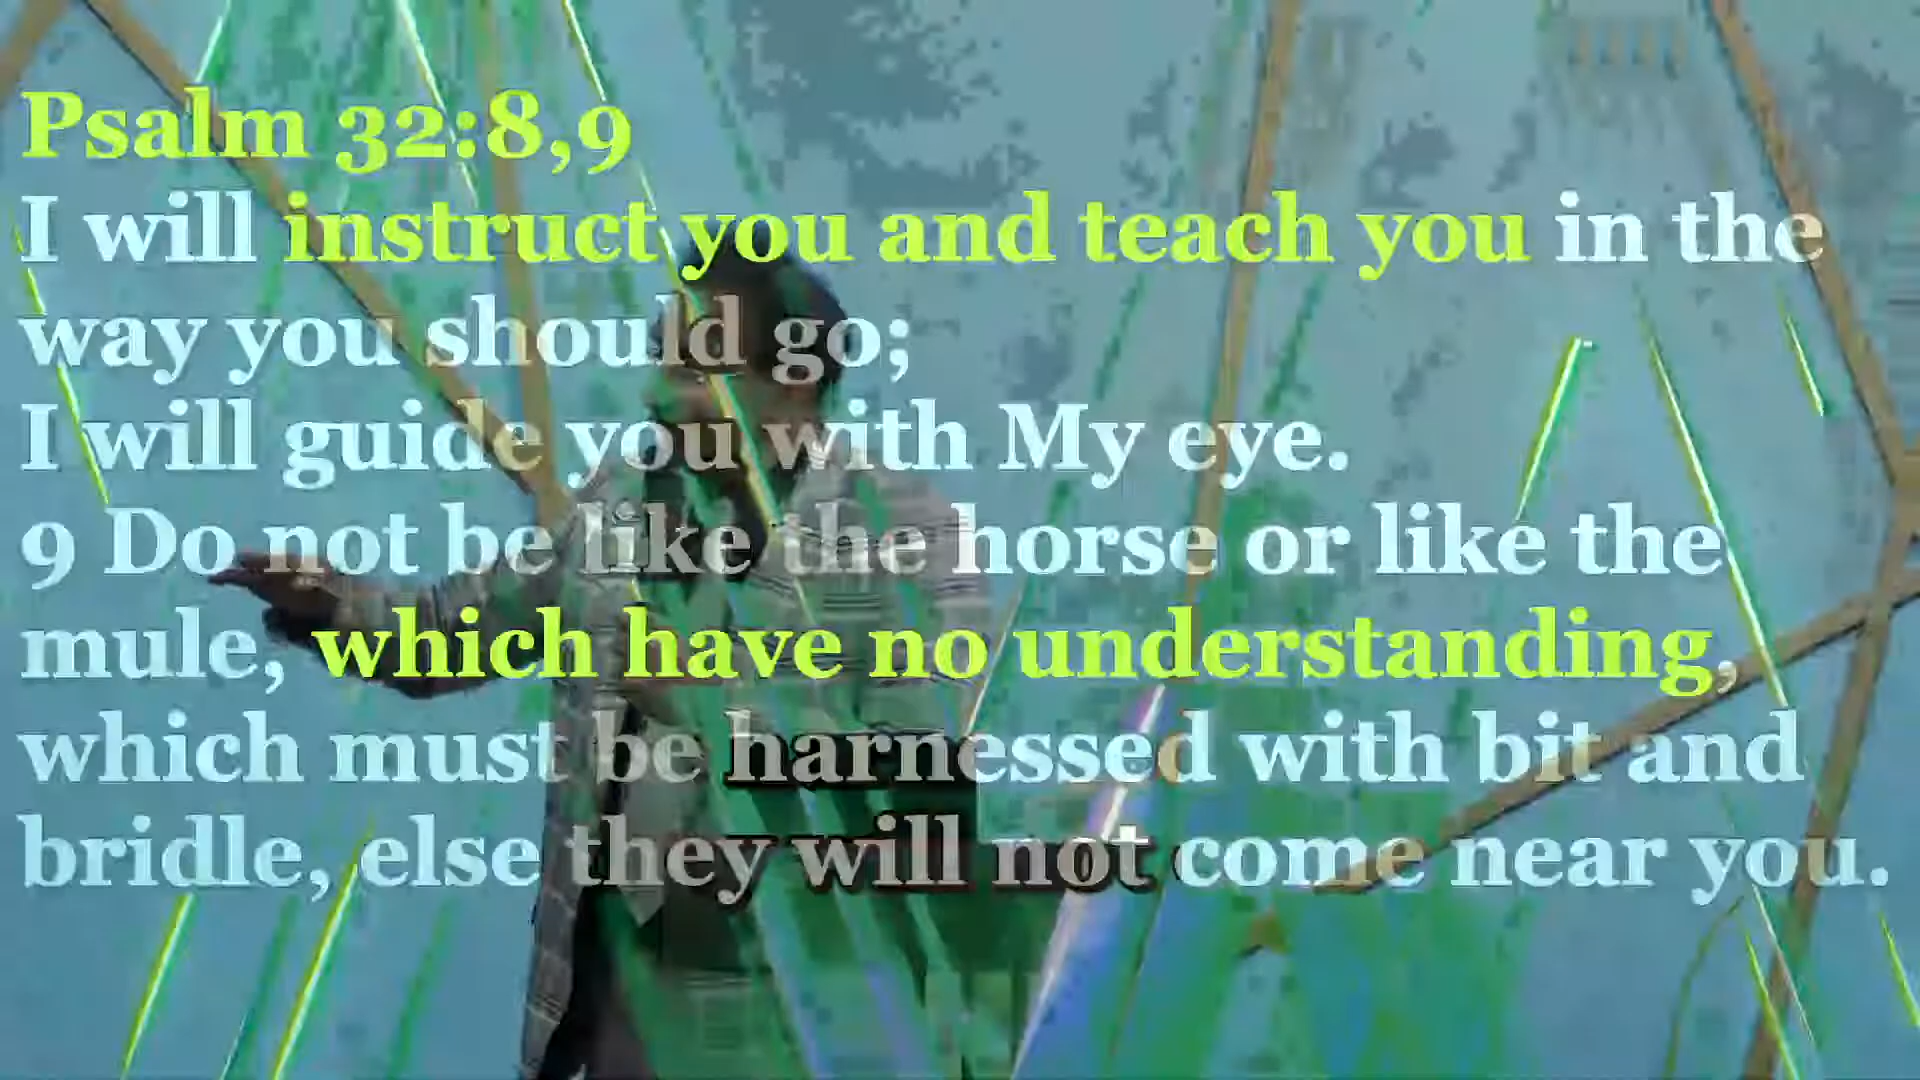 Psalm 32:8,9
I will instruct you and teach you in the
way you should go;
I will guide you with My eye.
9 Do not be like the horse or like the
mule, which have no understanding,
which must be harnessed with bit and
bridle, else they will not come near you.